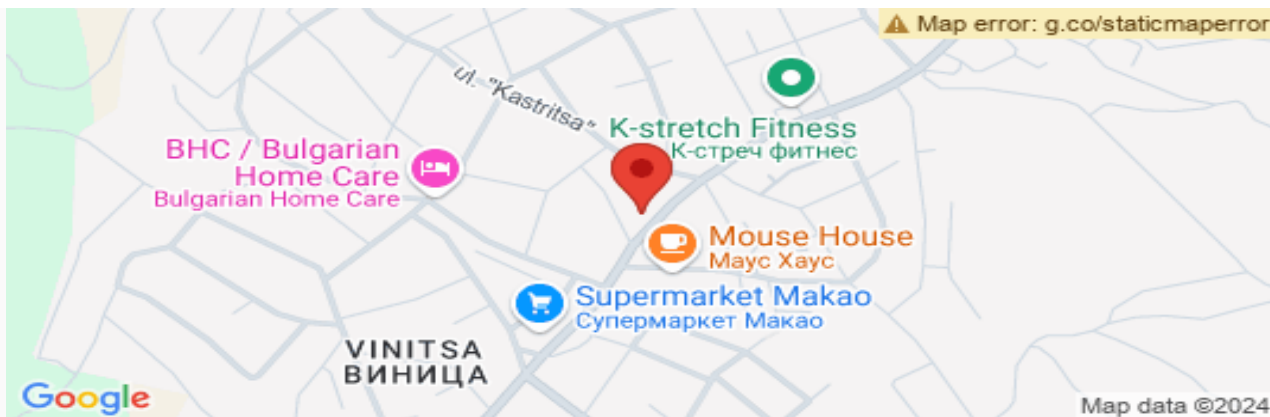 Map error: g.co/staticmaperror
ul. "Kastritsa"
K-stretch Fitness
К-стреч фитнес
BHC / Bulgarian
Home Care
Bulgarian Home Care
Mouse House
Маус Хаус
Supermarket Makao
Супермаркет Макао
VINITSA
ВИНИЦА
Google
Map data ©2024